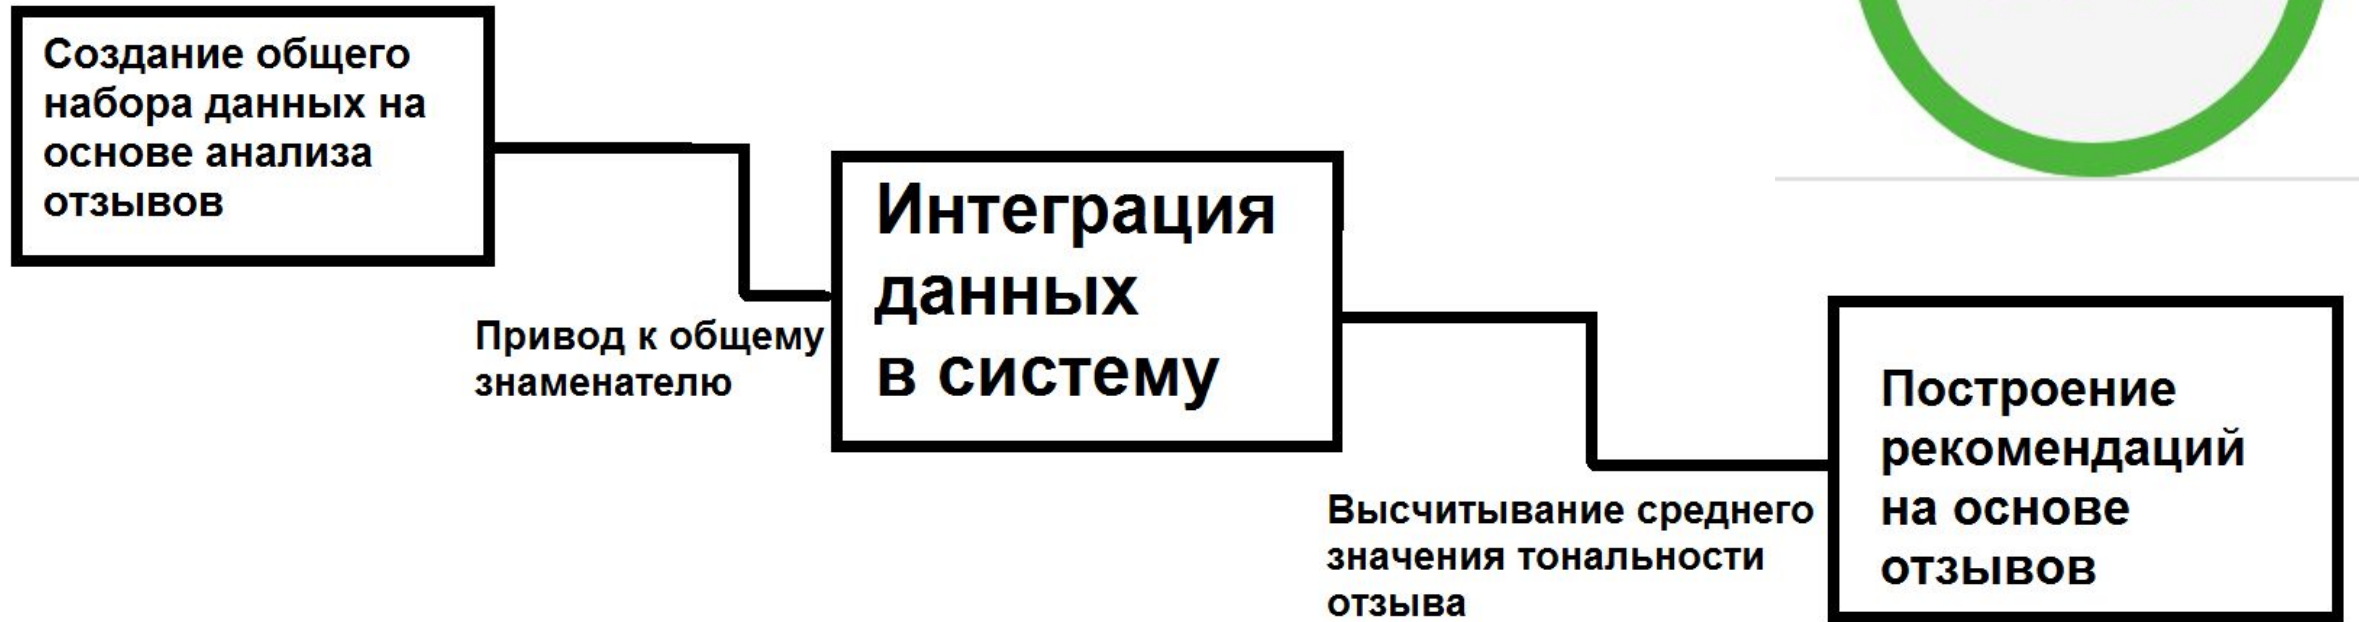 Создание общего
набора данных на
основе анализа
отзывов
Привод к общему
знаменателю
Интеграция
данных
в систему
Высчитывание среднего
значения тональности
отзыва
Построение
рекомендаций
на основе
отзывов